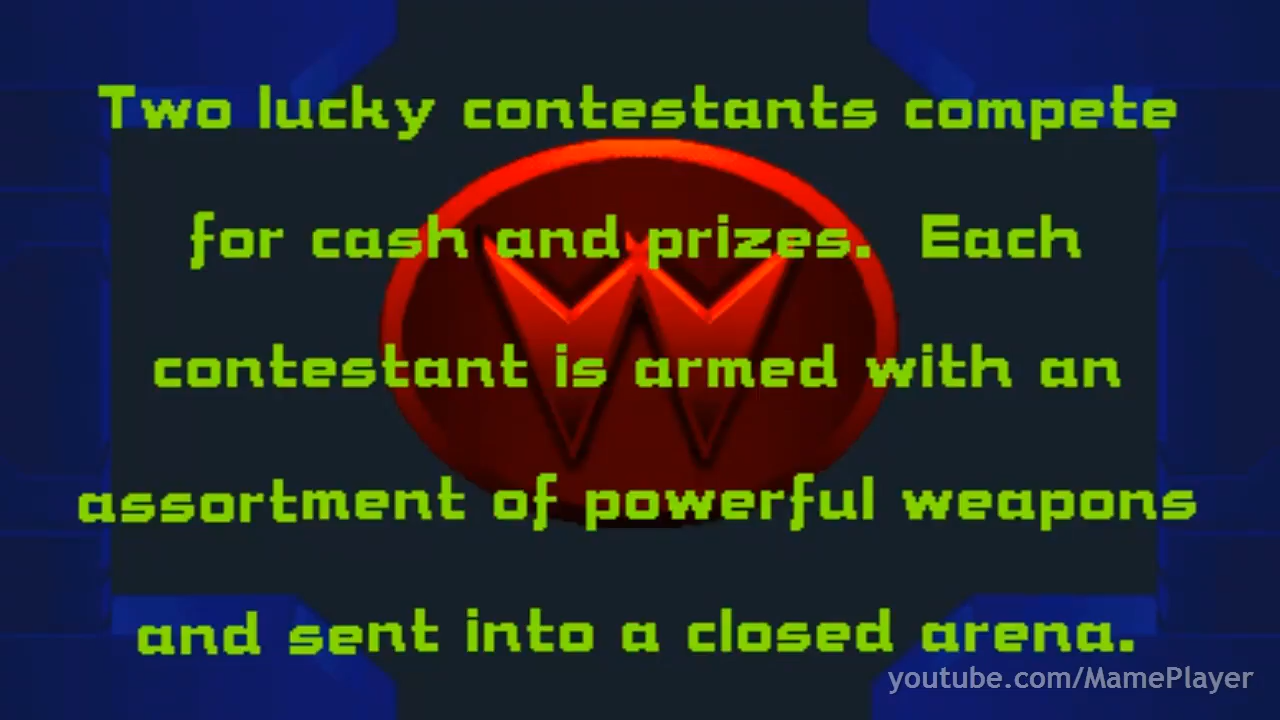 Two lucky contestants compete
for cash and prizes.  Each
contestant is armed with an
assortment of powerful weapons
and sent into a closed arena.
youtube.com/MamePlayer